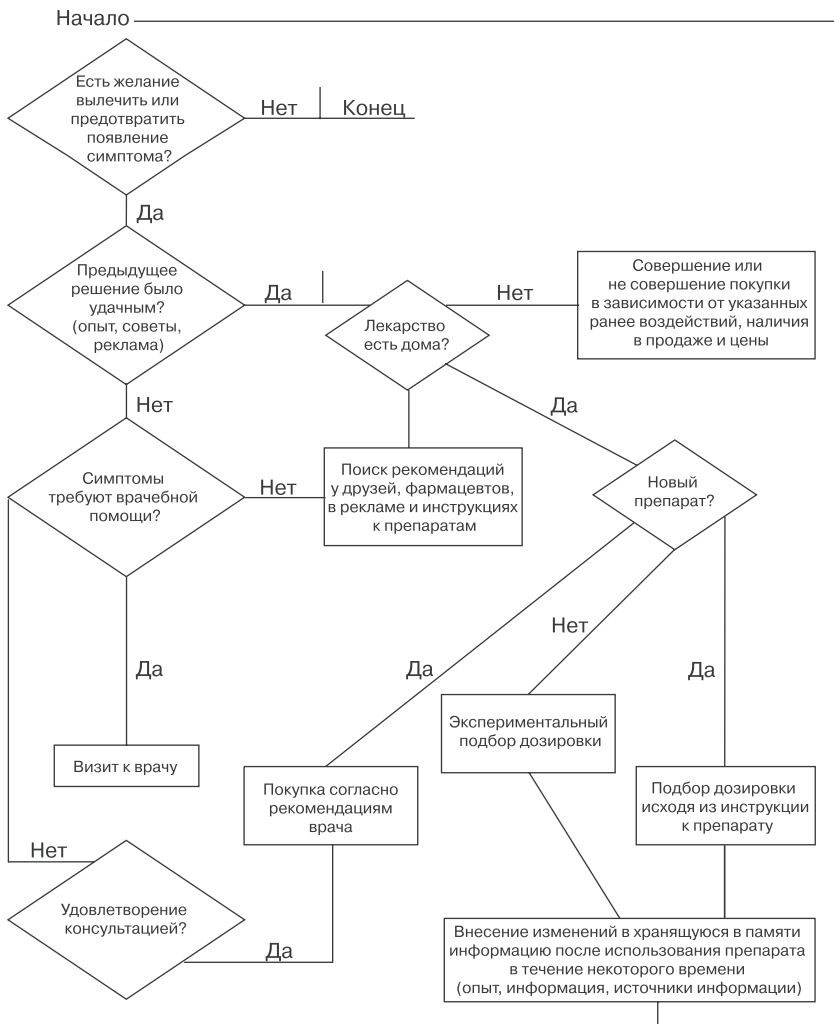 Начало
Есть желание
вылечить или
предотвратить
появление
симптома?
Нет
Конец
Да
Предыдущее
решение было
удачным?
(опыт, советы,
реклама)
Да
Лекарство
есть дома?
Нет
Совершение или
не совершение покупки
в зависимости от указанных
ранее воздействий, наличия
в продаже и цены
Нет
Да
Симптомы
требуют врачебной
помощи?
Нет
Поиск рекомендаций
у друзей, фармацевтов,
в рекламе и инструкциях
к препаратам
Новый
препарат?
Да
Да
Нет
Да
Визит к врачу
Покупка согласно
рекомендациям
врача
Экспериментальный
подбор дозировки
Подбор дозировки
исходя из инструкции
к препарату
Нет
Удовлетворение
консультацией?
Да
Внесение изменений в хранящуюся в памяти
информацию после использования препарата
в течение некоторого времени
(опыт, информация, источники информации)